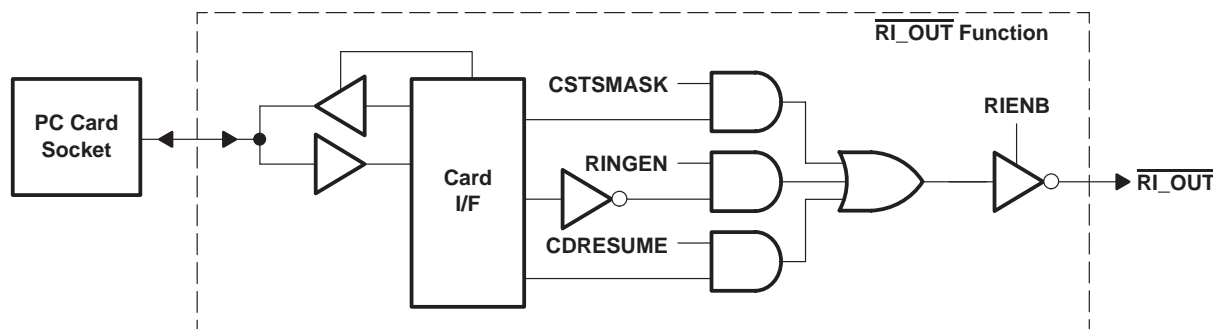 RI_OUT Function
PC Card
Socket
CSTSMASK
RIENB
RINGEN
Card
I/F
RI_OUT
CDRESUME